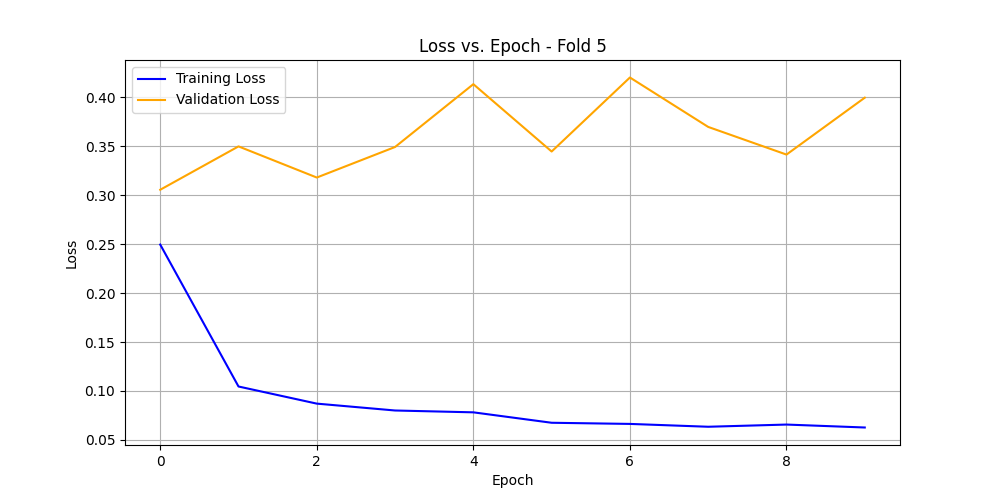 Loss vs. Epoch - Fold 5
Training Loss
Validation Loss
0.40
0.35
0.30
0.25
0.20
0.15
0.10
0.05
Loss
0 2 4 6 8
Epoch